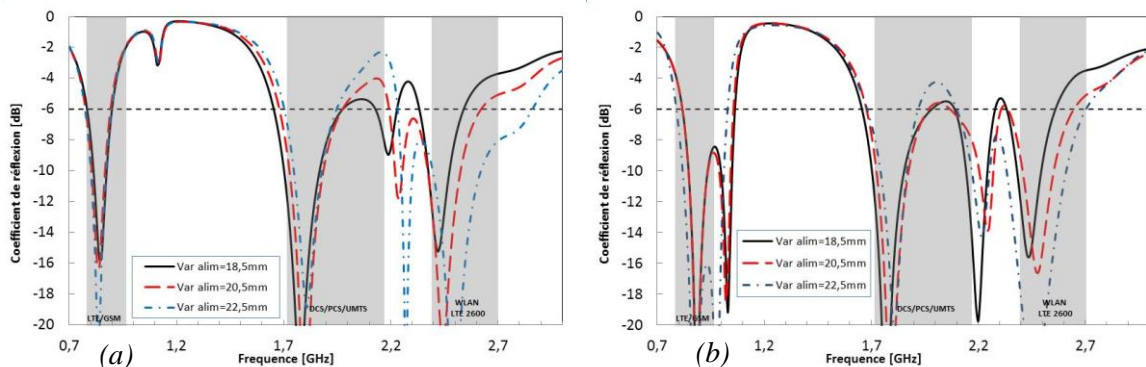 0
-2
-4
-6
-8
-10
-12
-14
-16
-18
-20
Coefficient de réflexion [dB]
Var alim=18,5mm
Var alim=20,5mm
Var alim=22,5mm
LTE/GSM
DCS/PCS/UMTS
WLAN
LTE 2600
0,7
1,2
1,7
2,2
2,7
(a)
Frequence [GHz]
0
-2
-4
-6
-8
-10
-12
-14
-16
-18
-20
Coefficient de réflexion [dB]
Var alim=18,5mm
Var alim=20,5mm
Var alim=22,5mm
LTE/GSM
DCS/PCS/UMTS
WLAN
LTE 2600
0,7
1,2
1,7
2,2
2,7
(b)
Frequence [GHz]